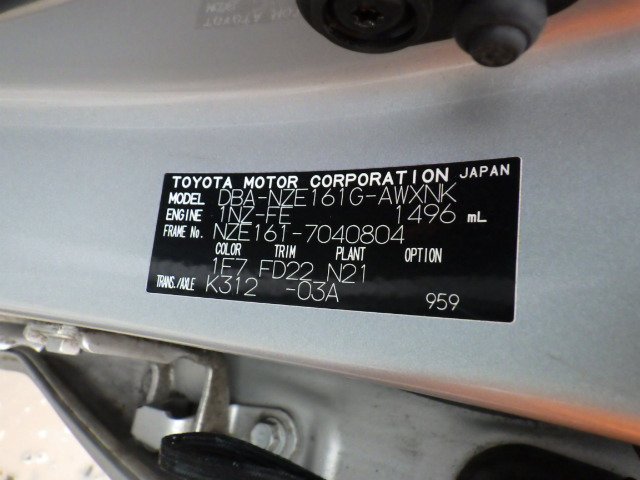 TOYOTA MOTOR CORPORATION JAPAN
MODEL DBA-NZE161G-AWXNK
ENGINE 1NZ-FE 1496 mL
FRAME No. NZE161-7040804
COLOR TRIM PLANT OPTION
1E7 FD22 N21
TRANS./AXLE K312 -03A
959